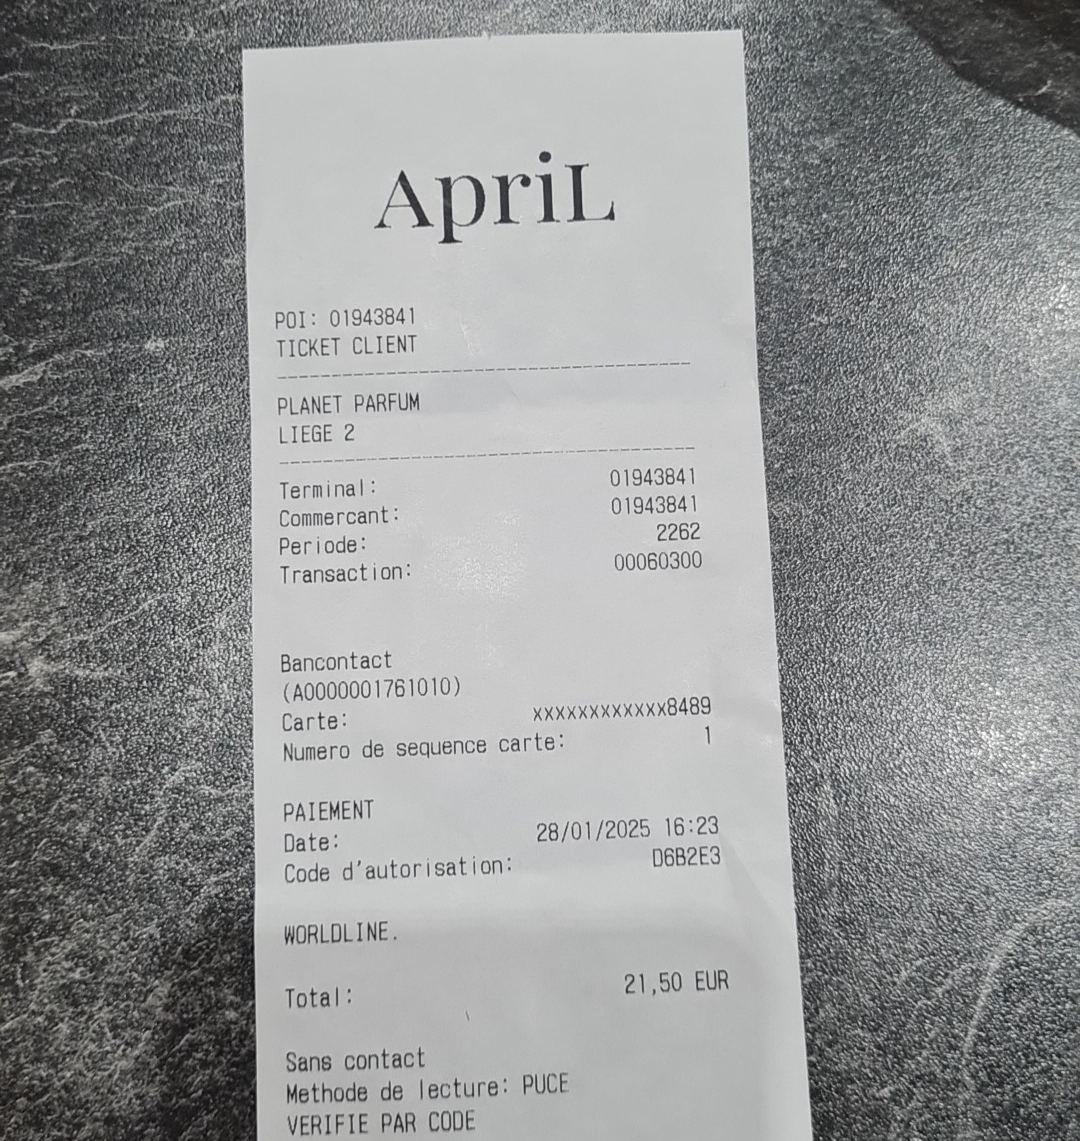 ApriL
POI: 01943841
TICKET CLIENT
PLANET PARFUM
LIEGE 2
Terminal: 01943841
Commercant: 01943841
Periode: 2262
Transaction: 00060300
Bancontact
(A0000001761010)
Carte: xxxxxxxxxxxxx8489
Numero de sequence carte: 1
PAIEMENT
Date: 28/01/2025 16:23
Code d'autorisation: D6B2E3
WORLDLINE.
Total: 21,50 EUR
Sans contact
Methode de lecture: PUCE
VERIFIE PAR CODE